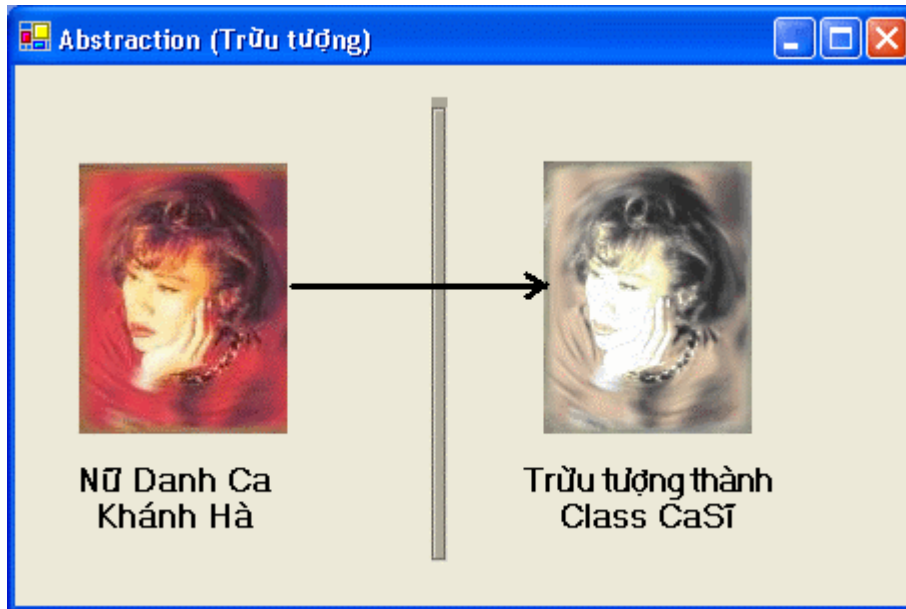 Abstraction (Trừu tượng)
Nữ Danh Ca
Khánh Hà
Trừu tượng thành
Class CaSĩ